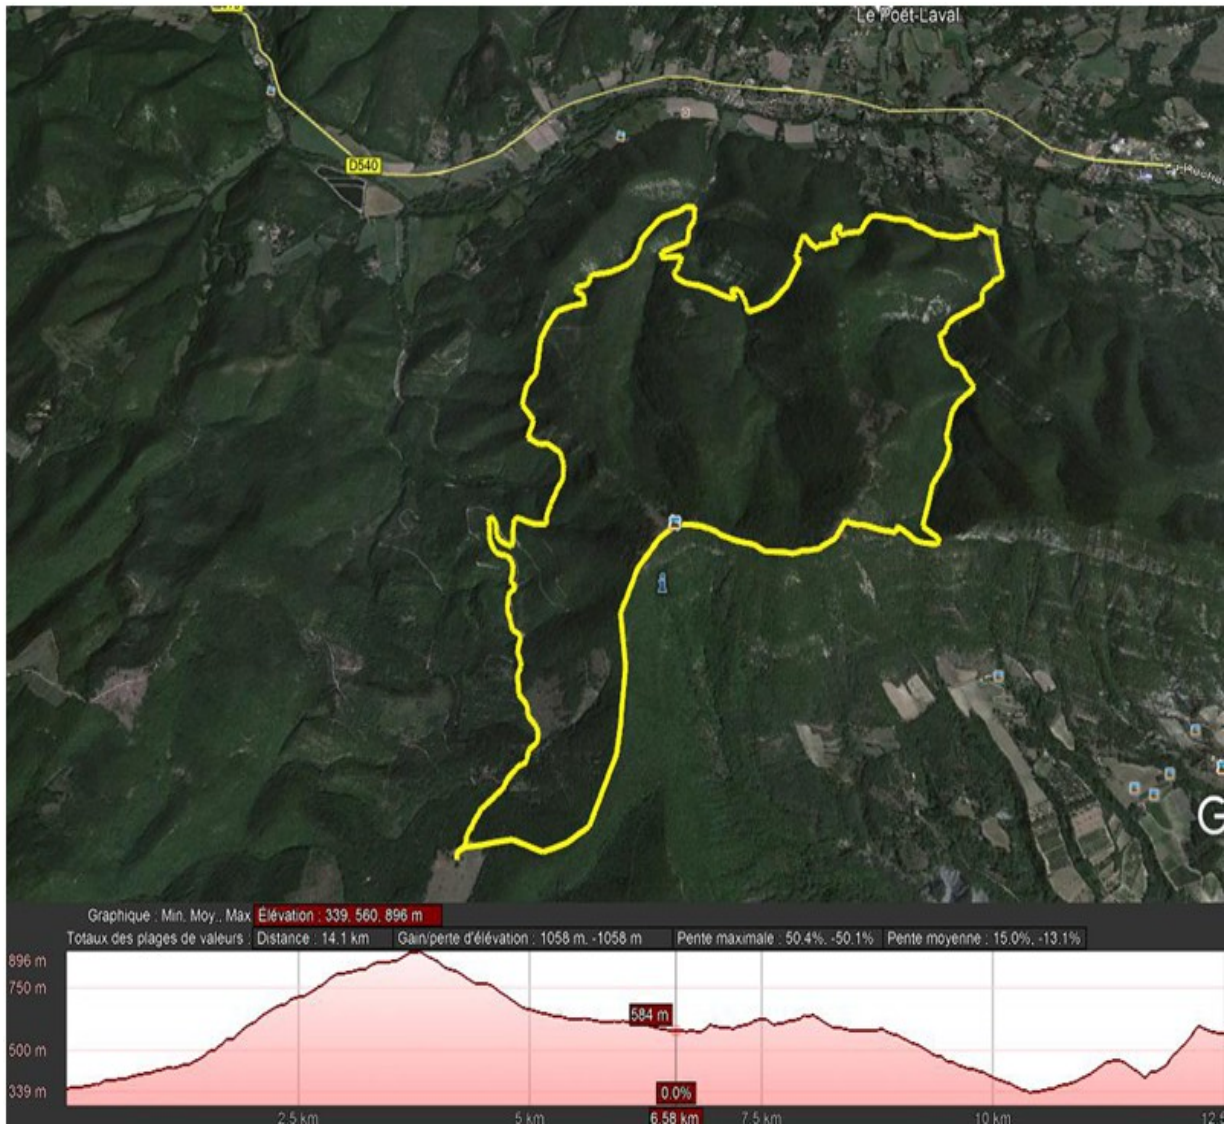 Le Poët-Laval
D540
i
G
Graphique : Min. Moy., Max. Élévation : 339, 560, 896 m
Totaux des plages de valeurs : Distance : 14.1 km Gain/perte d'élévation : 1058 m, -1058 m Pente maximale : 50.4%, -50.1% Pente moyenne : 15.0%, -13.1%
896 m
750 m
584 m
500 m
339 m
0.0%
2.5 km 5 km 6.58 km 7.5 km 10 km 12.5